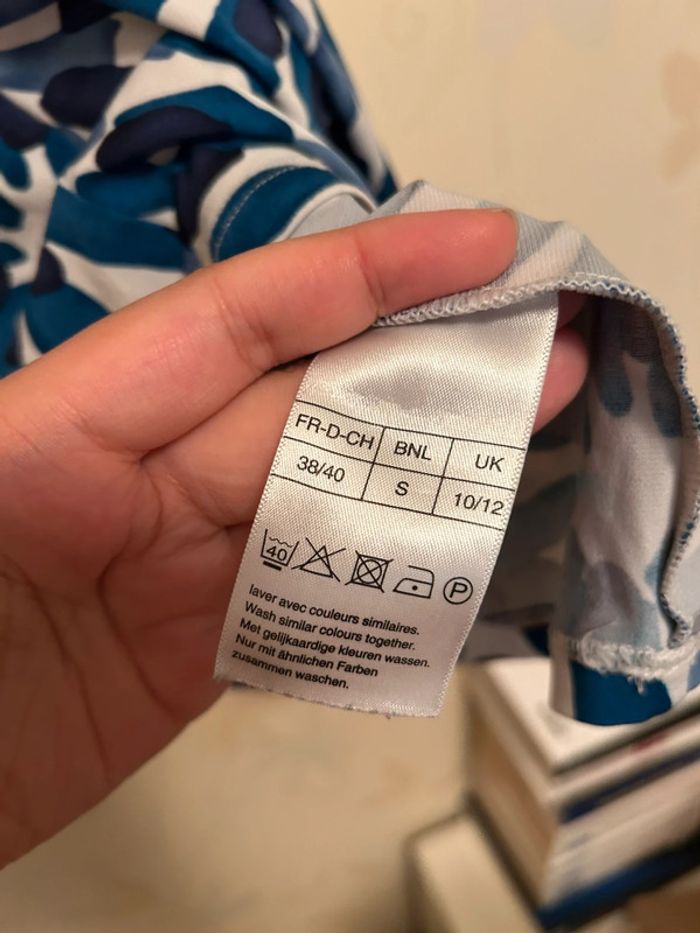 FR-D-CH BNL UK
38/40 S 10/12
40 P
laver avec couleurs similaires.
Wash similar colours together.
Met gelijkaardige kleuren wassen.
Nur mit ähnlichen Farben
zusammen waschen.